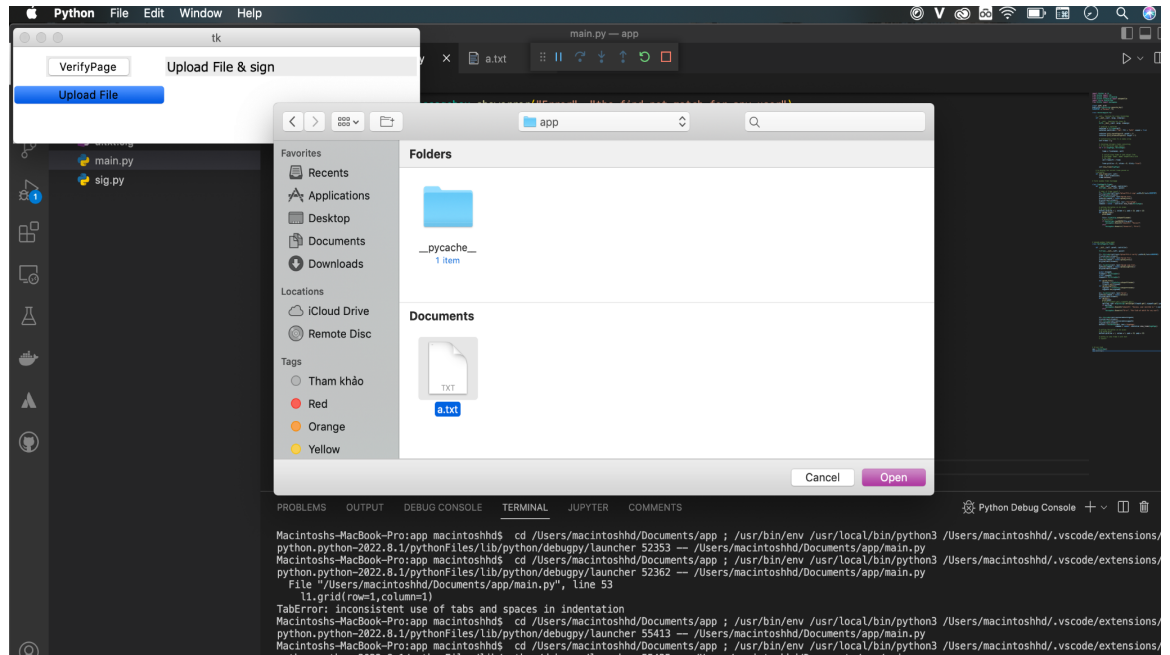 Python File Edit Window Help
tk
main.py — app
VerifyPage
Upload File & sign
a.txt
Upload File
app
main.py
sig.py
1
Favorites
Recents
Applications
Desktop
Documents
Downloads
Locations
iCloud Drive
Remote Disc
Tags
Tham khảo
Red
Orange
Yellow
Folders
__pycache__
1 item
Documents
TXT
a.txt
Cancel
Open
PROBLEMS OUTPUT DEBUG CONSOLE TERMINAL JUPYTER COMMENTS
Python Debug Console
Macintoshs-MacBook-Pro:app macintoshhd$ cd /Users/macintoshhd/Documents/app ; /usr/bin/env /usr/local/bin/python3 /Users/macintoshhd/.vscode/extensions/
python.python-2022.8.1/pythonFiles/lib/python/debugpy/launcher 52353 -- /Users/macintoshhd/Documents/app/main.py
Macintoshs-MacBook-Pro:app macintoshhd$ cd /Users/macintoshhd/Documents/app ; /usr/bin/env /usr/local/bin/python3 /Users/macintoshhd/.vscode/extensions/
python.python-2022.8.1/pythonFiles/lib/python/debugpy/launcher 52362 -- /Users/macintoshhd/Documents/app/main.py
File "/Users/macintoshhd/Documents/app/main.py", line 53
l1.grid(row=1,column=1)
TabError: inconsistent use of tabs and spaces in indentation
Macintoshs-MacBook-Pro:app macintoshhd$ cd /Users/macintoshhd/Documents/app ; /usr/bin/env /usr/local/bin/python3 /Users/macintoshhd/.vscode/extensions/
python.python-2022.8.1/pythonFiles/lib/python/debugpy/launcher 55413 -- /Users/macintoshhd/Documents/app/main.py
Macintoshs-MacBook-Pro:app macintoshhd$ cd /Users/macintoshhd/Documents/app ; /usr/bin/env /usr/local/bin/python3 /Users/macintoshhd/.vscode/extensions/